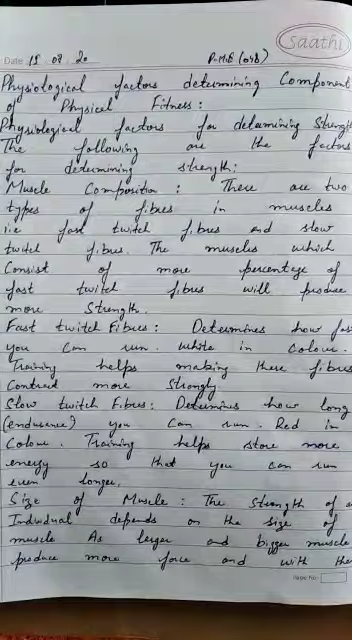 Saathi
Date 15 07 20 P.M.E (048)
Physiological factors determining Component
of Physical Fitness:
Physiological factors for determining Strength
The following are the factors
for determining strength:
Muscle Composition : There are two
types of fibres in muscles
i.e fast twitch fibres and slow
twitch fibres. The muscles which
Consist of more percentage of
fast twitch fibres will produce
more Strength.
Fast twitch Fibres: Determines how fas
you can run. white in colour.
Training helps making these fibres
Contract more strongly
Slow twitch Fibres: Determines how long
(endurance) you can run. Red in
Colour. Training helps store more
energy so that you can run
even longer.
Size of Muscle: The Strength of a
Individual depends on the size of
muscle As larger and bigger muscle
produce more force and with the
Page No.